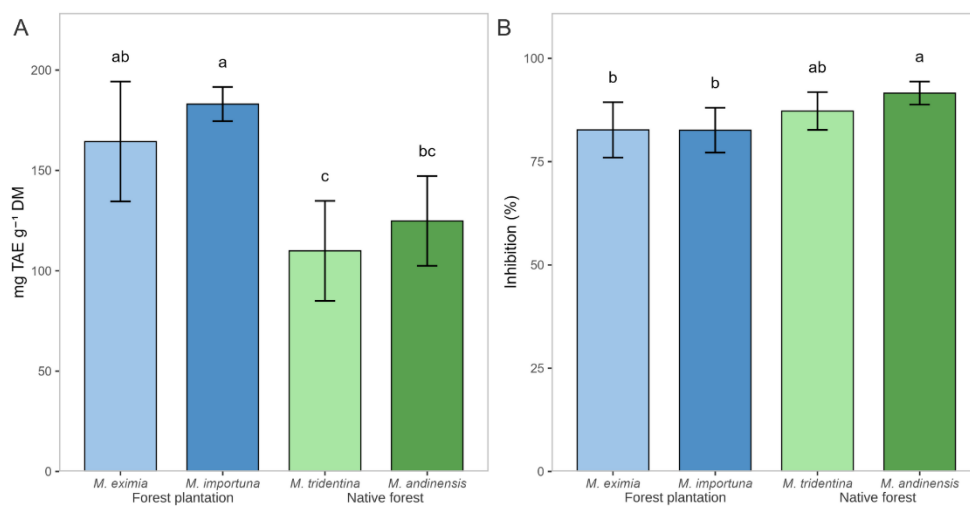 A
mg TAE g⁻¹ DM
200
150
100
50
0
ab
a
c
bc
M. eximia M. importuna M. tridentina M. andinensis
Forest plantation Native forest
B
Inhibition (%)
100
75
50
25
0
b
b
ab
a
M. eximia M. importuna M. tridentina M. andinensis
Forest plantation Native forest